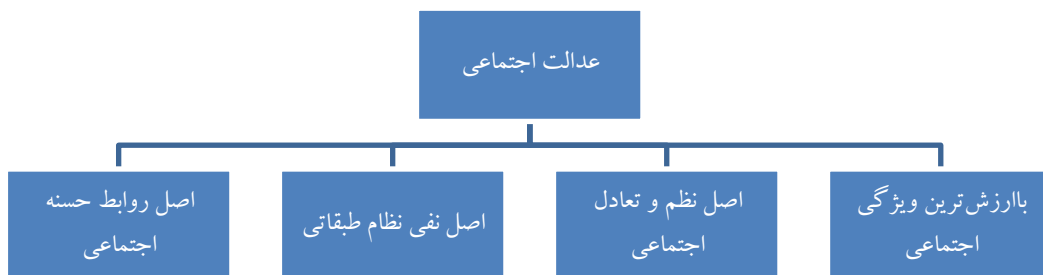 عدالت اجتماعی
باارزش‌ترین ویژگی
اجتماعی
اصل نظم و تعادل
اجتماعی
اصل نفی نظام طبقاتی
اصل روابط حسنه
اجتماعی